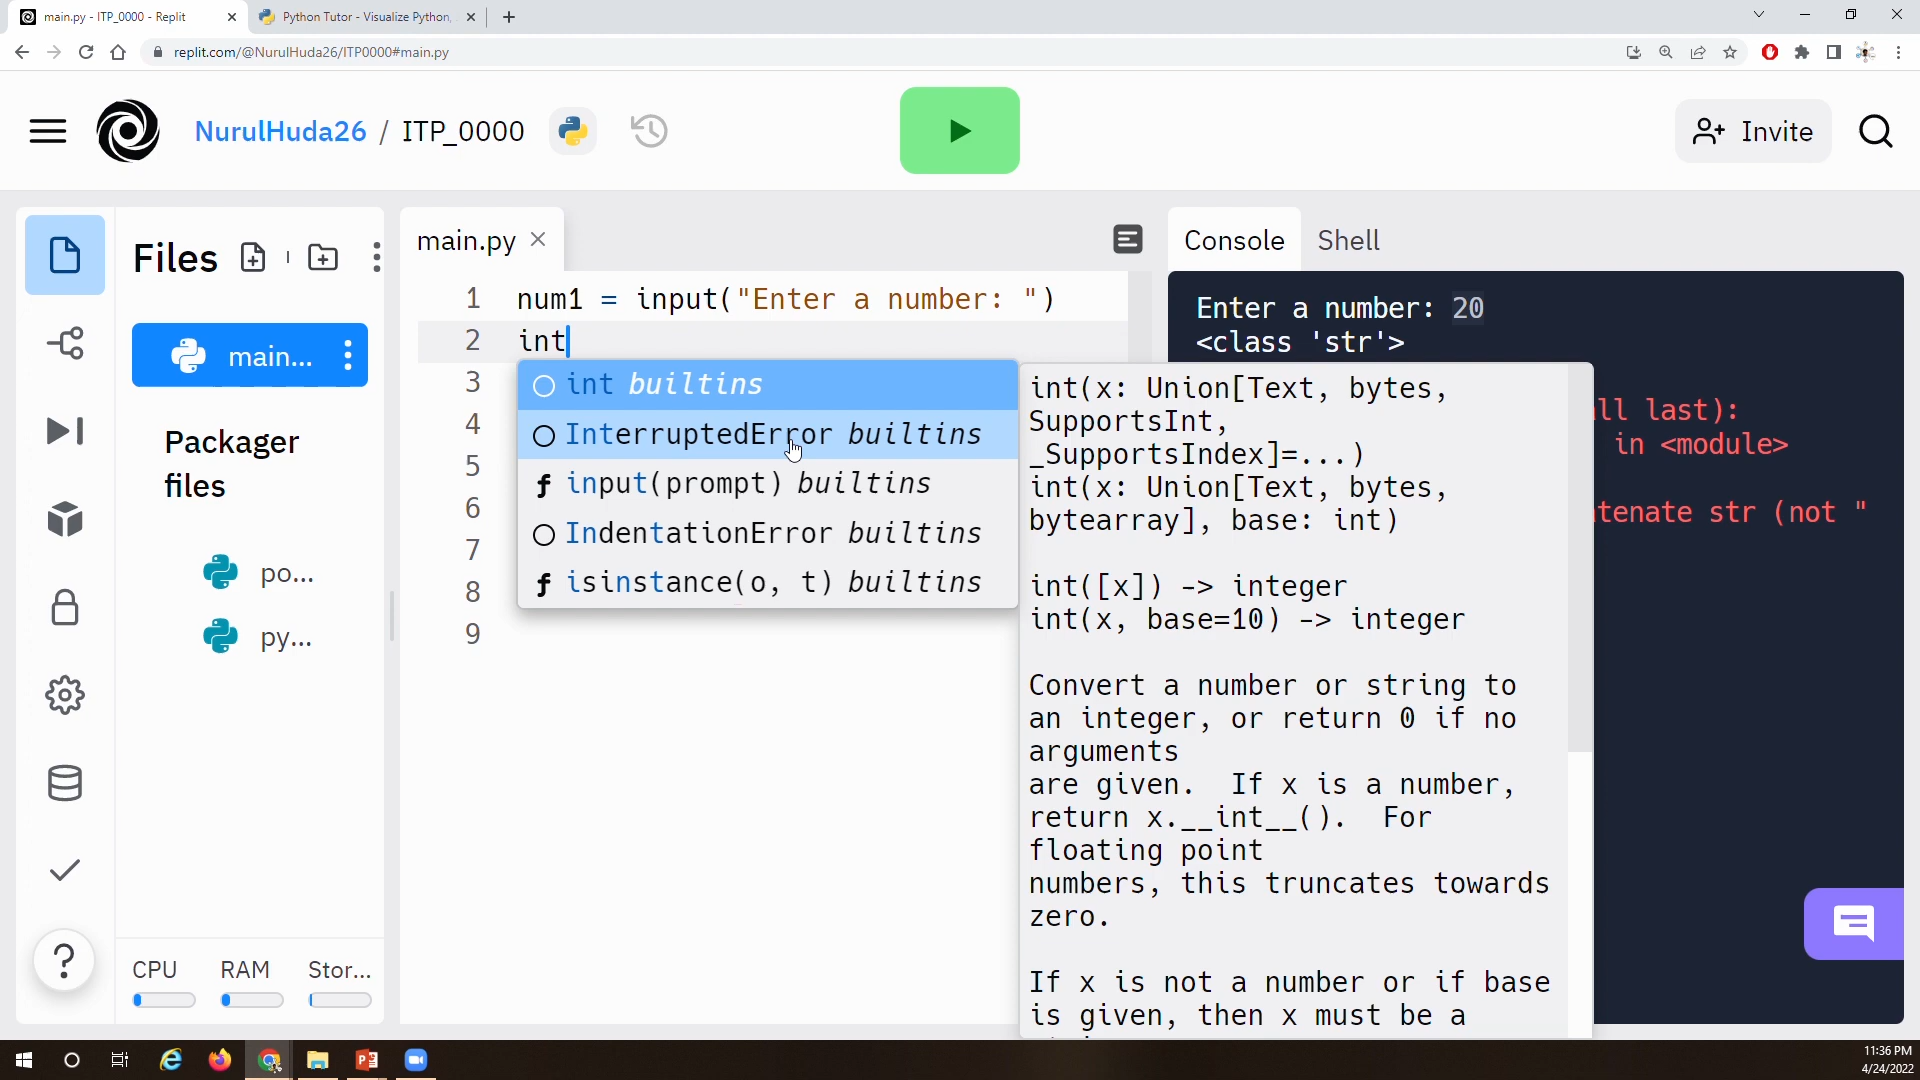 main.py - ITP_0000 - Replit
Python Tutor - Visualize Python,
replit.com/@NurulHuda26/ITP0000#main.py
NurulHuda26 / ITP_0000
Invite
Files
main...
Packager
files
po...
py...
CPU RAM Stor...
main.py
1 num1 = input("Enter a number: ")
2 int
3
4
5
6
7
8
9
int builtins
InterruptedError builtins
input(prompt) builtins
IndentationError builtins
isinstance(o, t) builtins
int(x: Union[Text, bytes,
SupportsInt,
_SupportsIndex]=...)
int(x: Union[Text, bytes,
bytearray], base: int)
int([x]) -> integer
int(x, base=10) -> integer
Convert a number or string to
an integer, or return 0 if no
arguments
are given. If x is a number,
return x.__int__(). For
floating point
numbers, this truncates towards
zero.
If x is not a number or if base
is given, then x must be a
Console Shell
Enter a number: 20
<class 'str'>
ll last):
in <module>
tenate str (not "
11:36 PM
4/24/2022